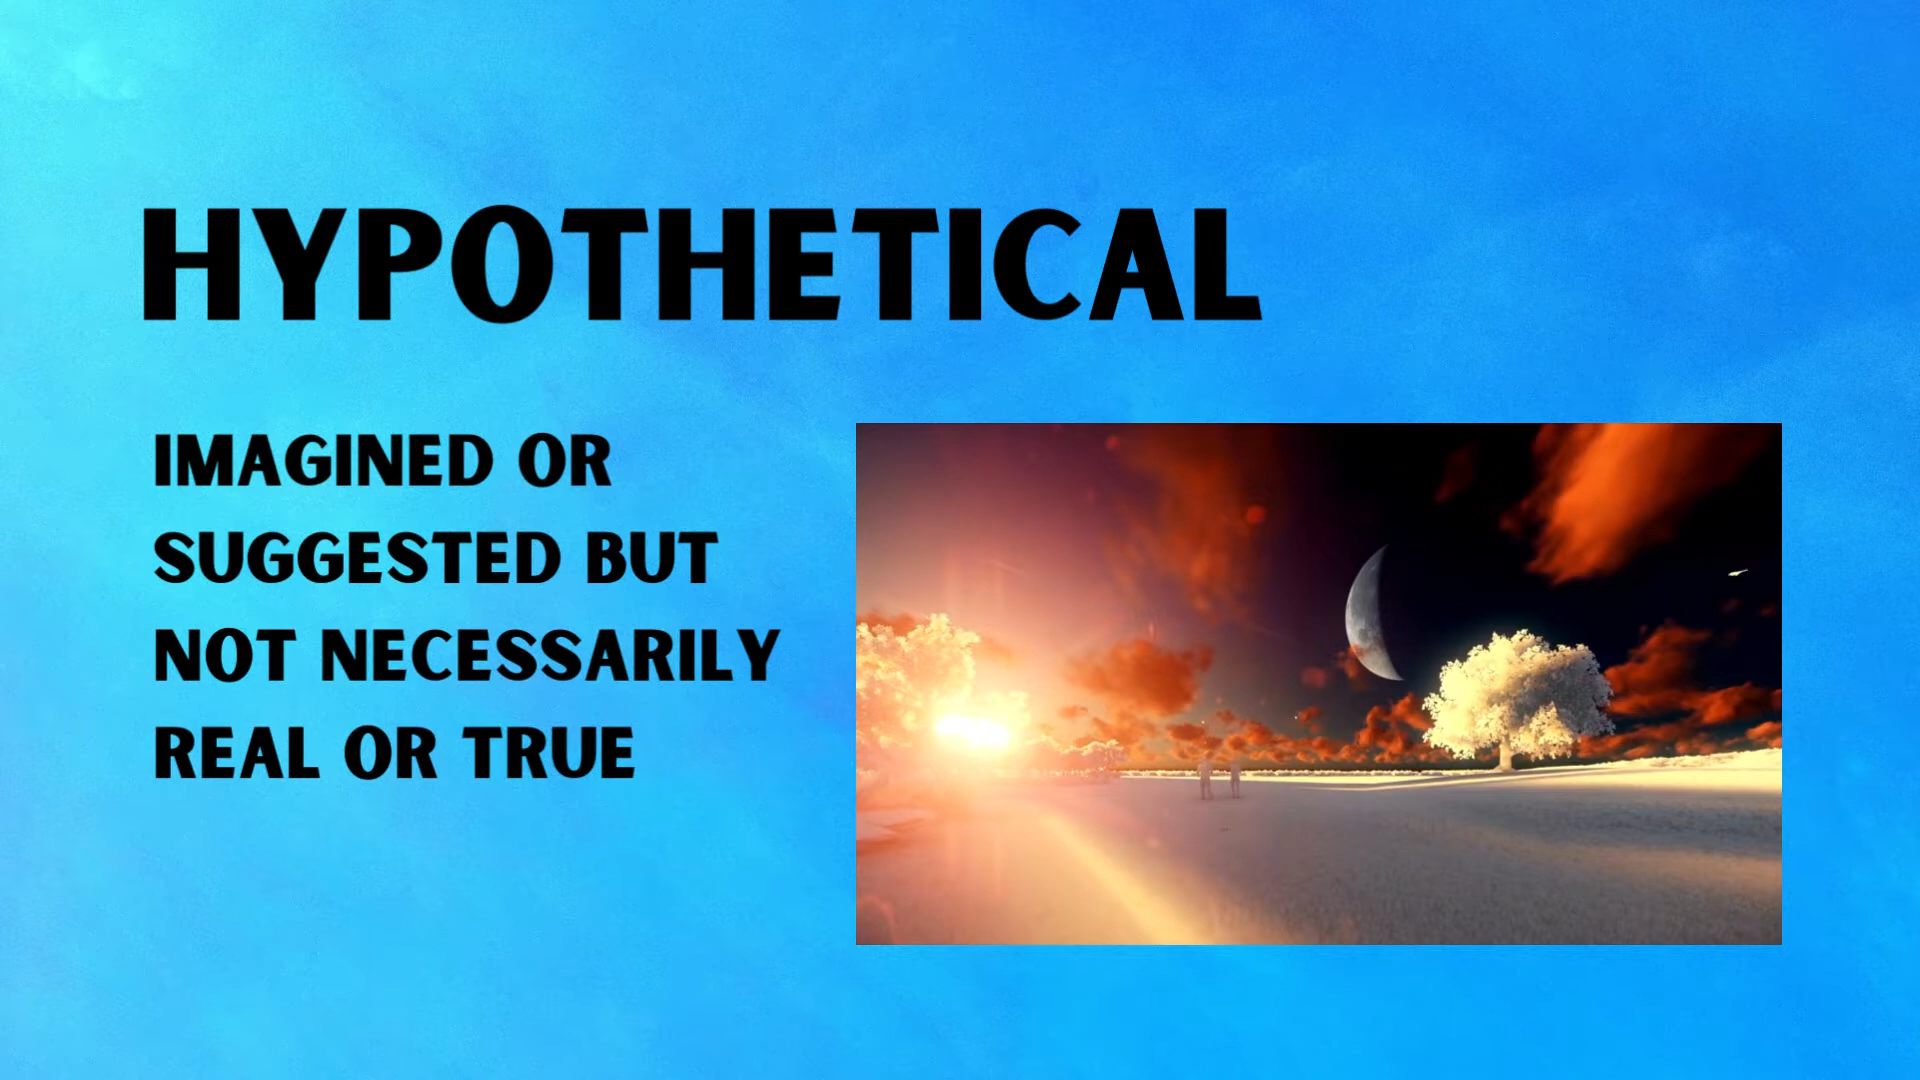 HYPOTHETICAL
IMAGINED OR
SUGGESTED BUT
NOT NECESSARILY
REAL OR TRUE